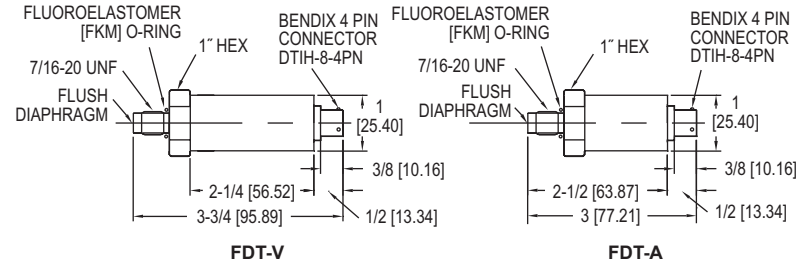 FLUOROELASTOMER
[FKM] O-RING
1″ HEX
BENDIX 4 PIN
CONNECTOR
DTIH-8-4PN
7/16-20 UNF
FLUSH
DIAPHRAGM
1
[25.40]
3/8 [10.16]
2-1/4 [56.52]
1/2 [13.34]
3-3/4 [95.89]
FDT-V
FLUOROELASTOMER
[FKM] O-RING
1″ HEX
BENDIX 4 PIN
CONNECTOR
DTIH-8-4PN
7/16-20 UNF
FLUSH
DIAPHRAGM
1
[25.40]
3/8 [10.16]
2-1/2 [63.87]
1/2 [13.34]
3 [77.21]
FDT-A